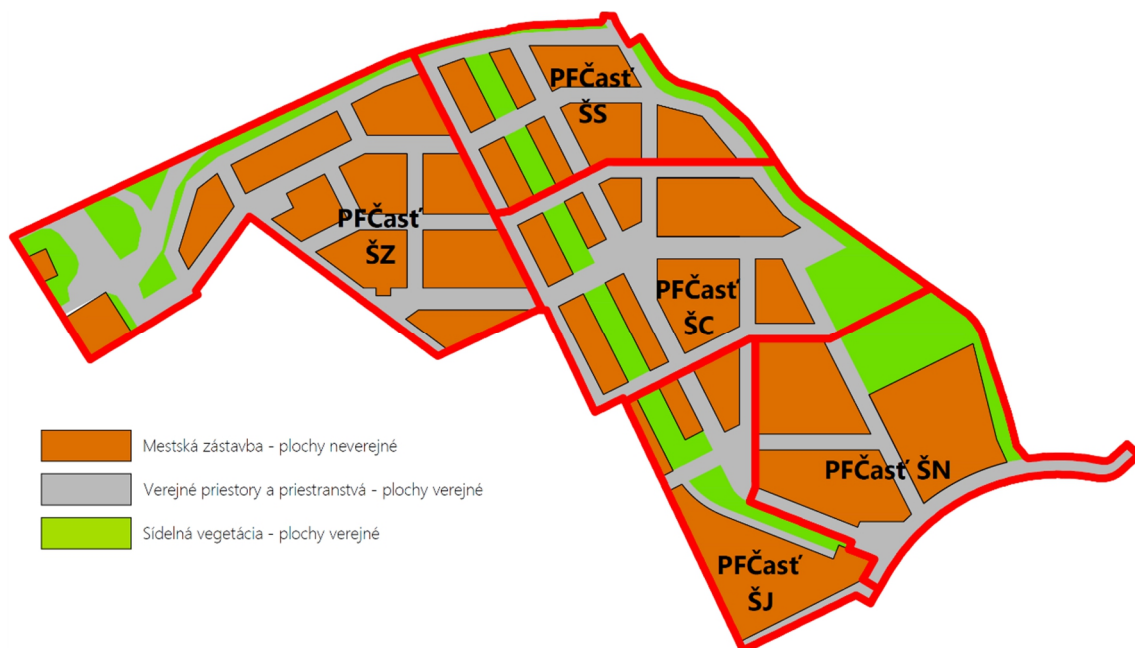 PFČasť
ŠS
PFČasť
ŠZ
PFČasť
ŠC
Mestská zástavba - plochy neverejné
PFČasť ŠN
Verejné priestory a priestranstvá - plochy verejné
Sídelná vegetácia - plochy verejné
PFČasť
ŠJ